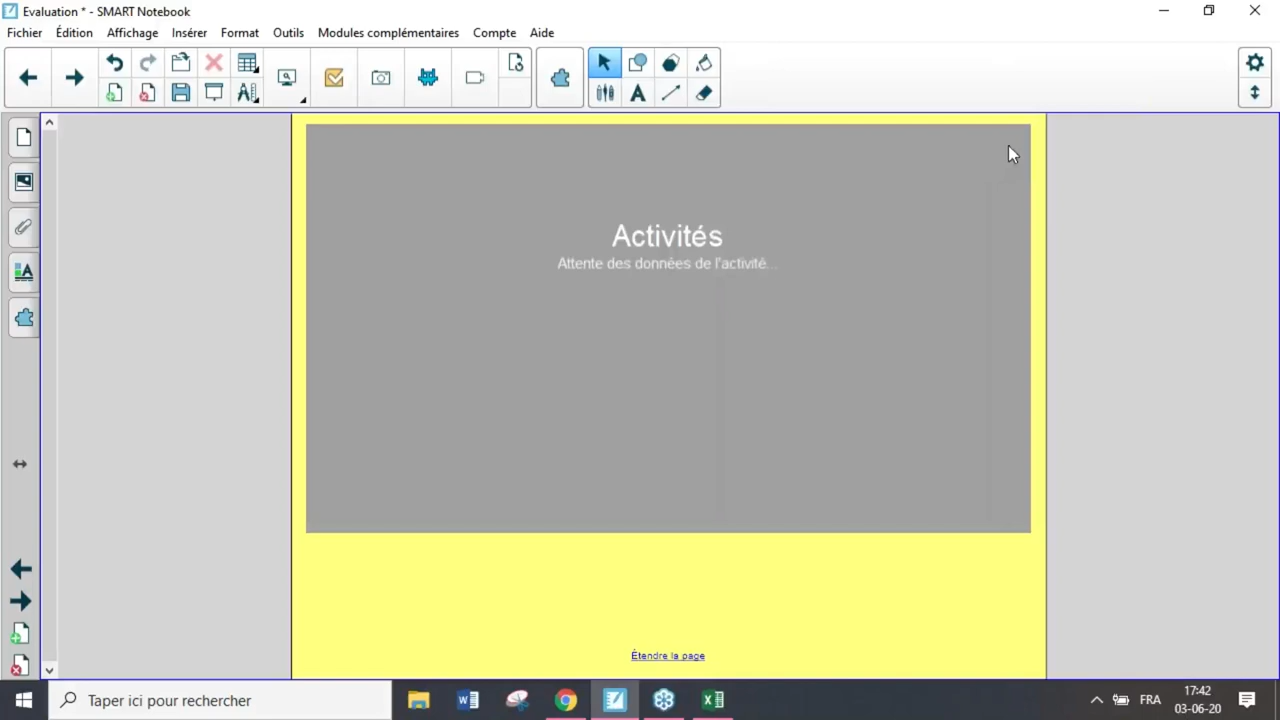 Evaluation * - SMART Notebook
Fichier Édition Affichage Insérer Format Outils Modules complémentaires Compte Aide
Activités
Attente des données de l'activité...
Étendre la page
Taper ici pour rechercher
FRA
17:42
03-06-20